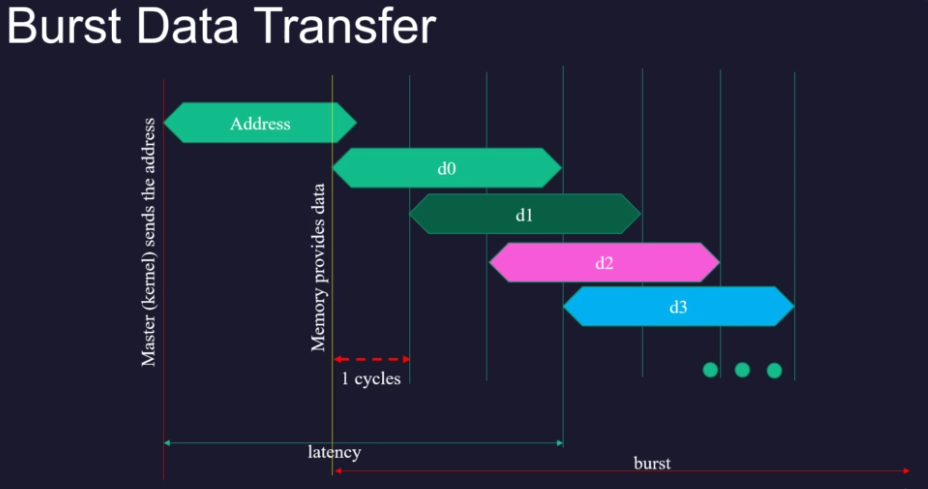 Burst Data Transfer
Master (kernel) sends the address
Address
Memory provides data
d0
d1
d2
d3
1 cycles
latency
burst